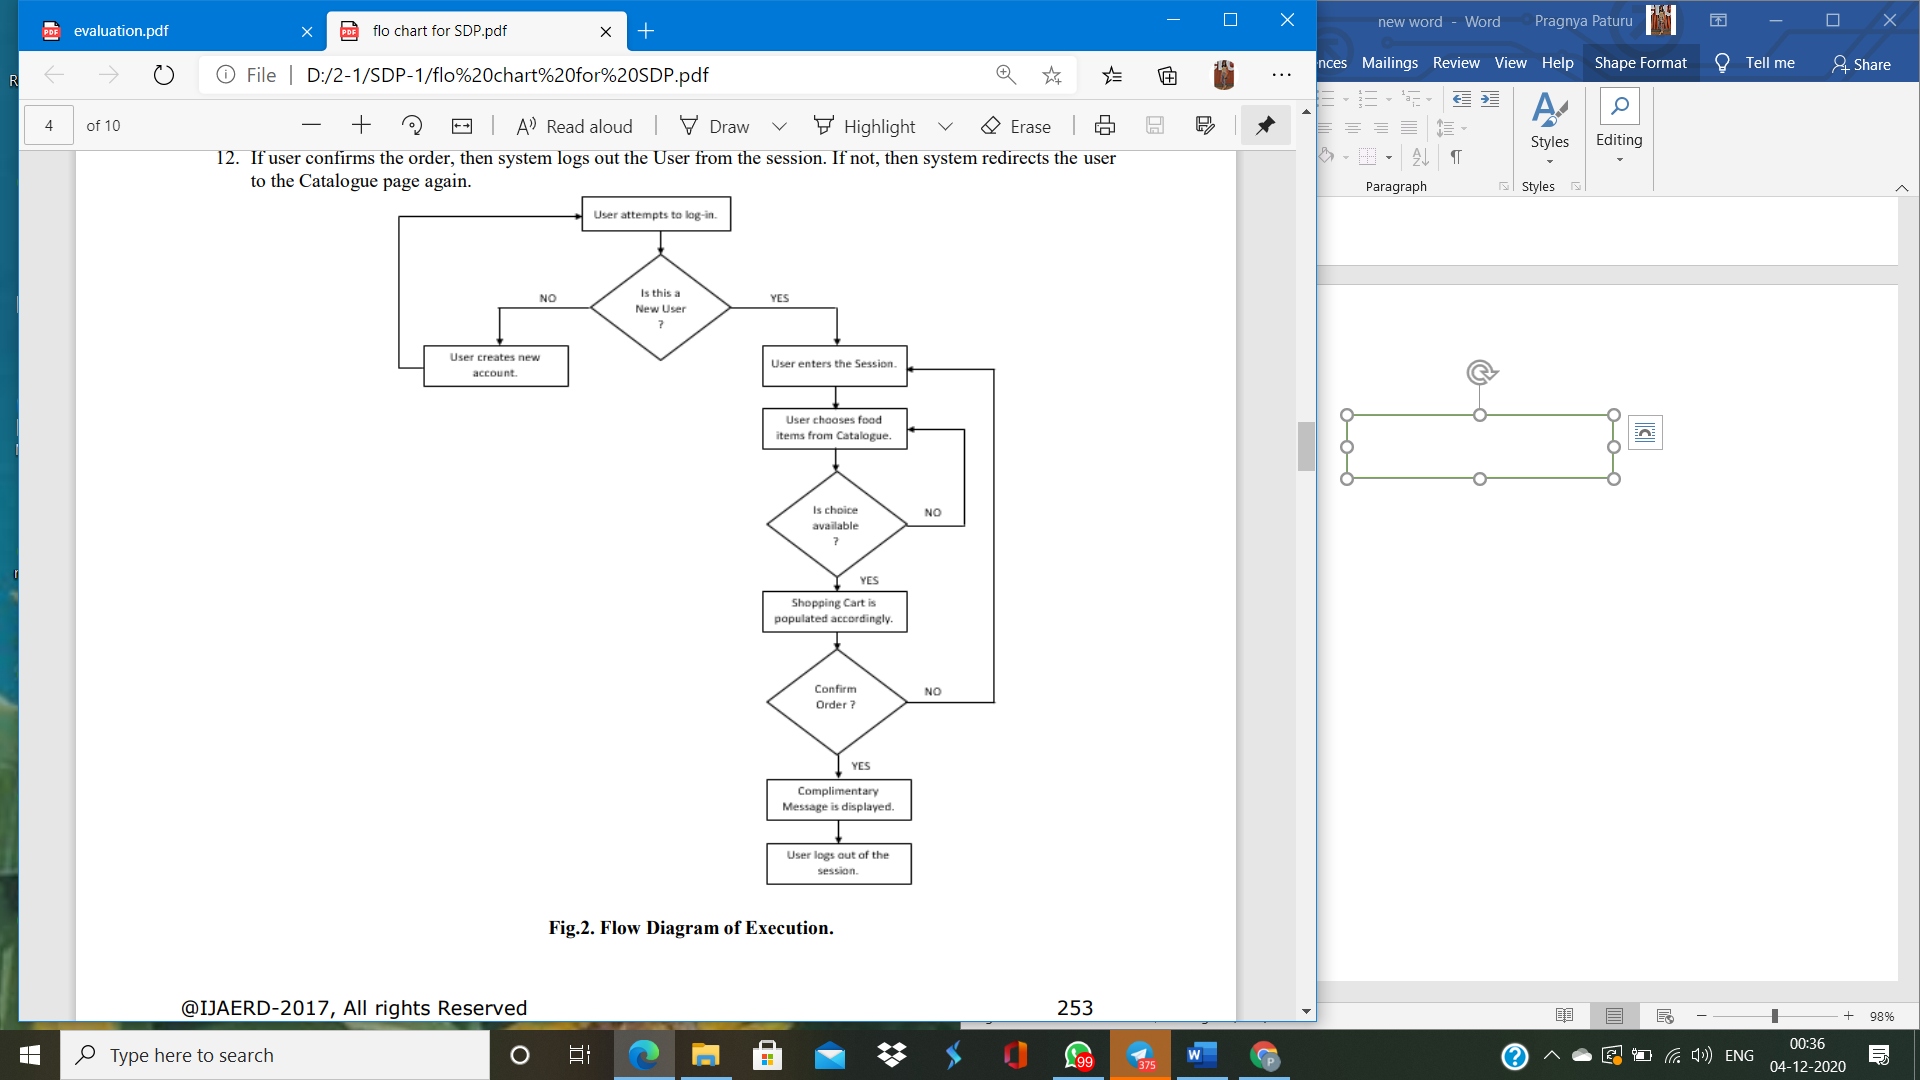 evaluation.pdf
flo chart for SDP.pdf
new word - Word
Pragnya Paturu
File
D:/2-1/SDP-1/flo%20chart%20for%20SDP.pdf
nces
Mailings
Review
View
Help
Shape Format
Tell me
Share
4
of 10
Read aloud
Draw
Highlight
Erase
Styles
Editing
Paragraph
Styles
12. If user confirms the order, then system logs out the User from the session. If not, then system redirects the user
to the Catalogue page again.
User attempts to log-in.
Is this a
New User
?
NO
YES
User creates new
account.
User enters the Session.
User chooses food
items from Catalogue.
Is choice
available
?
NO
YES
Shopping Cart is
populated accordingly.
Confirm
Order ?
NO
YES
Complimentary
Message is displayed.
User logs out of the
session.
Fig.2. Flow Diagram of Execution.
@IJAERD-2017, All rights Reserved
253
98%
Type here to search
99
375
ENG
00:36
04-12-2020